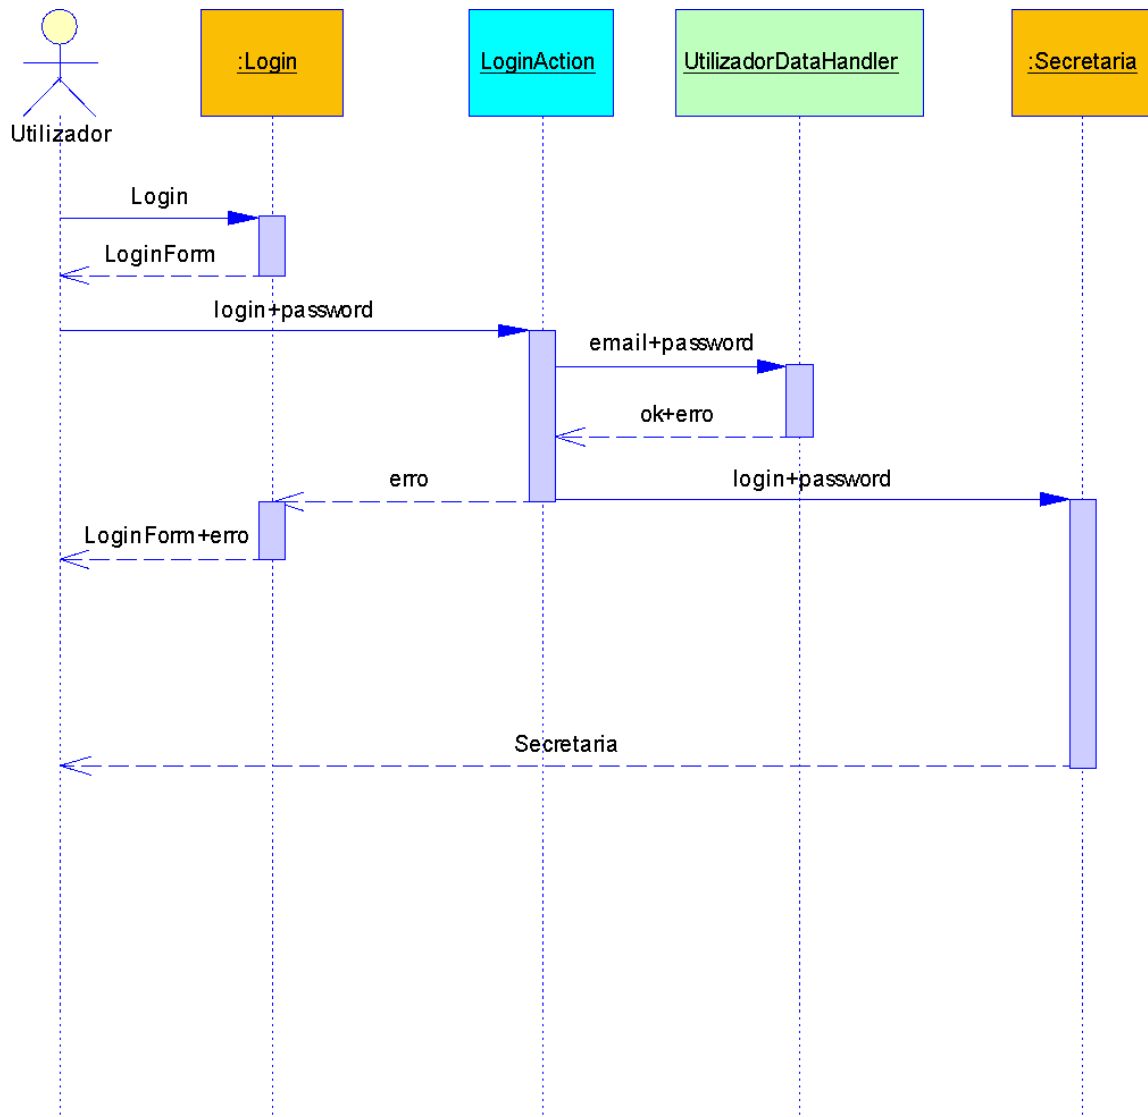 :Login
LoginAction
UtilizadorDataHandler
:Secretaria
Utilizador
Login
LoginForm
login+password
email+password
ok+erro
erro
login+password
LoginForm+erro
Secretaria